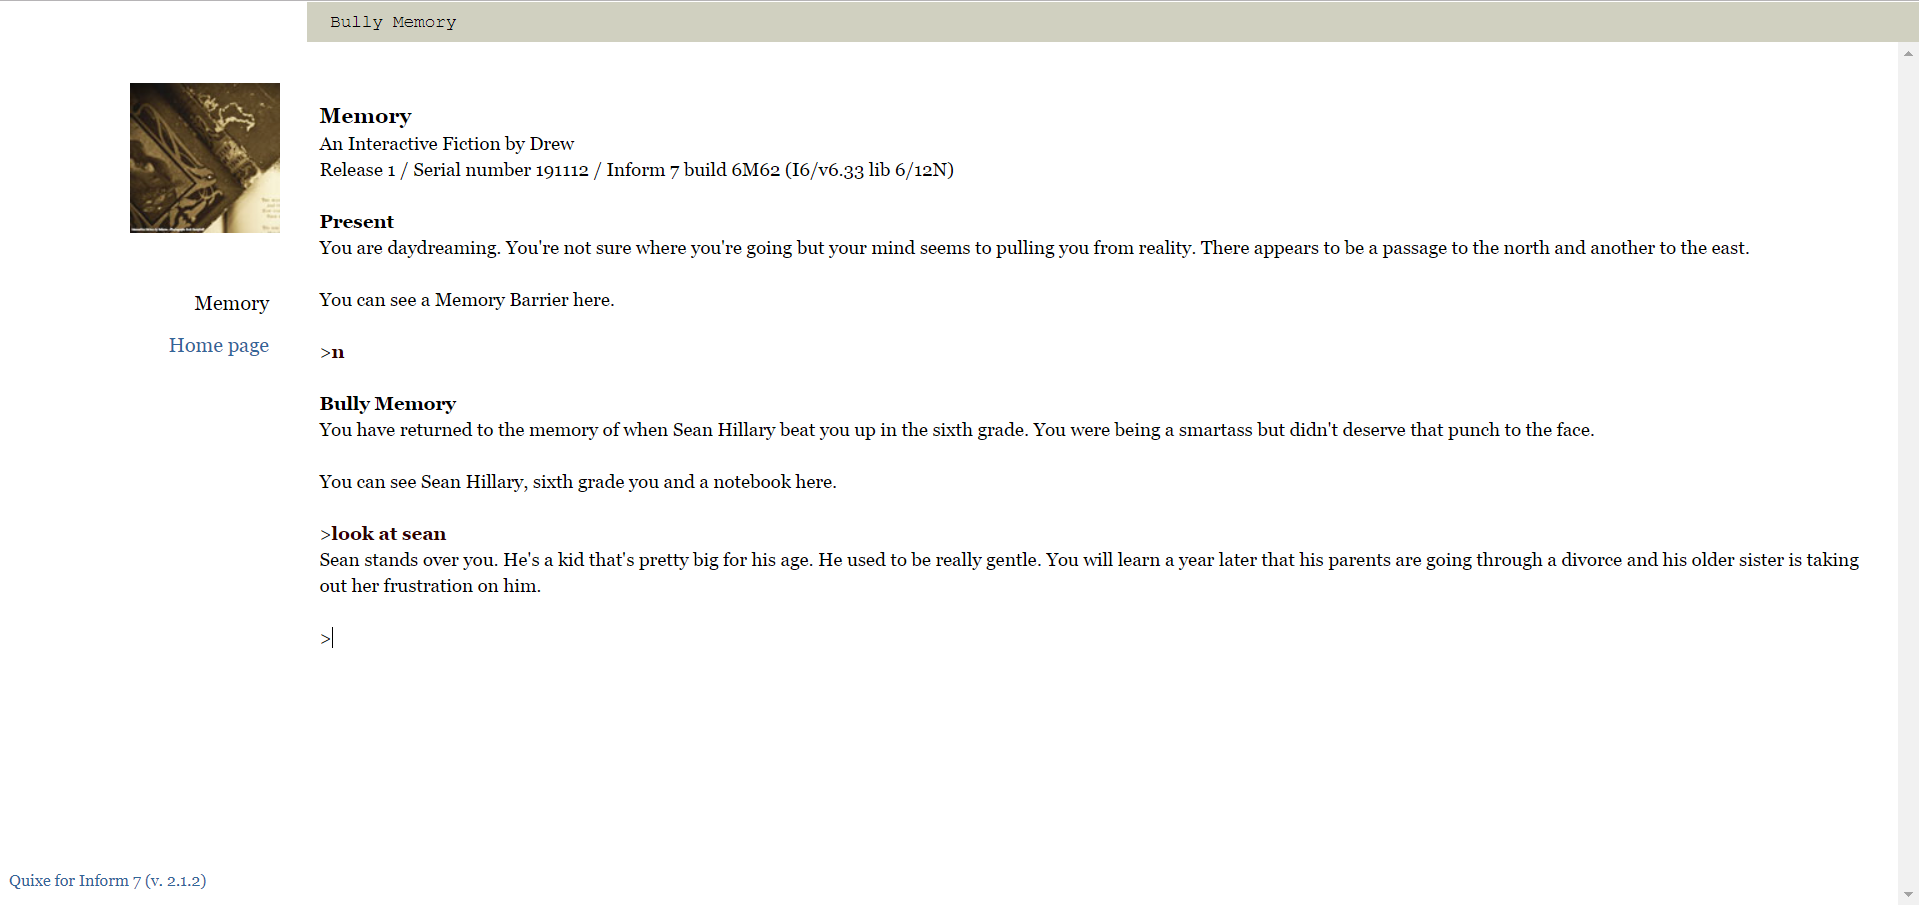 Bully Memory
Memory
An Interactive Fiction by Drew
Release 1 / Serial number 191112 / Inform 7 build 6M62 (I6/v6.33 lib 6/12N)
Present
You are daydreaming. You're not sure where you're going but your mind seems to pulling you from reality. There appears to be a passage to the north and another to the east.
You can see a Memory Barrier here.
>n
Bully Memory
You have returned to the memory of when Sean Hillary beat you up in the sixth grade. You were being a smartass but didn't deserve that punch to the face.
You can see Sean Hillary, sixth grade you and a notebook here.
>look at sean
Sean stands over you. He's a kid that's pretty big for his age. He used to be really gentle. You will learn a year later that his parents are going through a divorce and his older sister is taking
out her frustration on him.
>
Memory
Home page
Quixe for Inform 7 (v. 2.1.2)